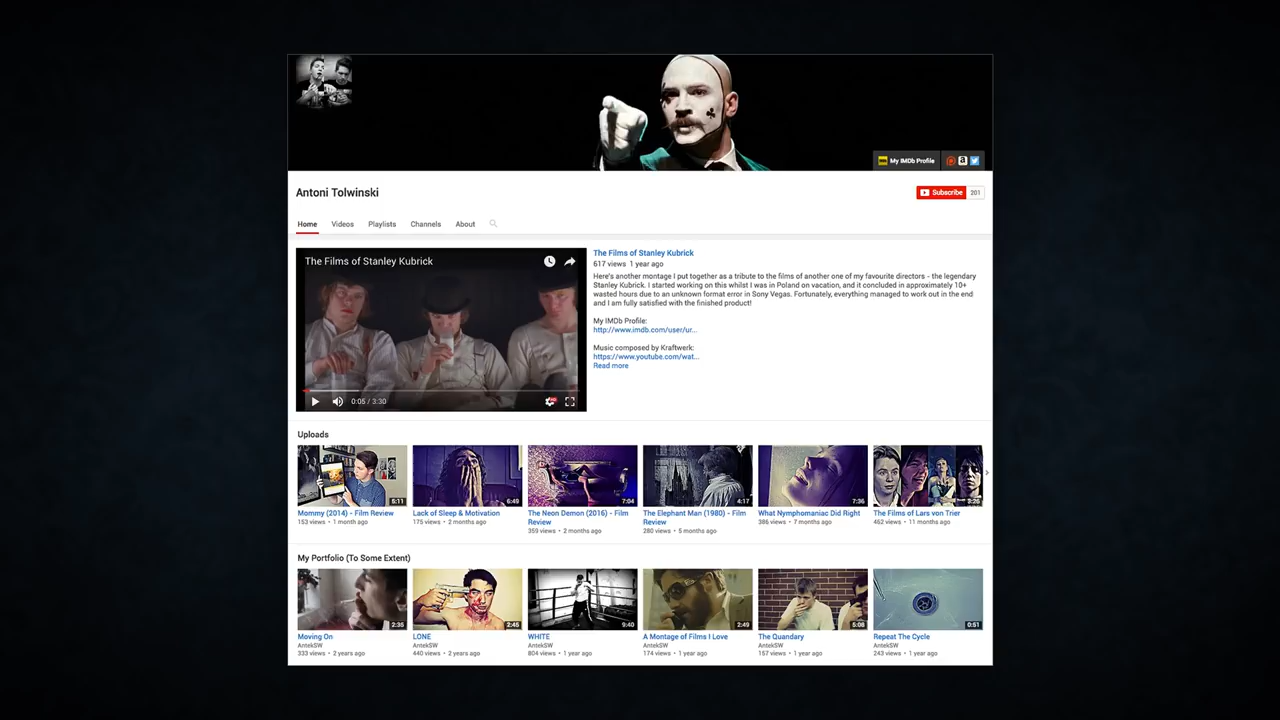 My IMDb Profile
Antoni Tolwinski
Subscribe 201
Home Videos Playlists Channels About
The Films of Stanley Kubrick
0:05 / 3:30
The Films of Stanley Kubrick
617 views 1 year ago
Here's another montage I put together as a tribute to the films of another one of my favourite directors - the legendary
Stanley Kubrick. I started working on this whilst I was in Poland on vacation, and it concluded in approximately 10+
wasted hours due to an unknown format error in Sony Vegas. Fortunately, everything managed to work out in the end
and I am fully satisfied with the finished product!
My IMDb Profile:
http://www.imdb.com/user/ur...
Music composed by Kraftwerk:
https://www.youtube.com/wat...
Read more
Uploads
5:11 6:49 7:04 4:17 7:36 3:26
Mommy (2014) - Film Review
153 views • 1 month ago
Lack of Sleep & Motivation
175 views • 2 months ago
The Neon Demon (2016) - Film
Review
359 views • 2 months ago
The Elephant Man (1980) - Film
Review
280 views • 5 months ago
What Nymphomaniac Did Right
386 views • 7 months ago
The Films of Lars von Trier
462 views • 11 months ago
My Portfolio (To Some Extent)
2:35 2:45 9:40 2:49 5:08 0:51
Moving On
AntekSW
333 views • 2 years ago
LONE
AntekSW
440 views • 2 years ago
WHITE
AntekSW
804 views • 1 year ago
A Montage of Films I Love
AntekSW
174 views • 1 year ago
The Quandary
AntekSW
157 views • 1 year ago
Repeat The Cycle
AntekSW
243 views • 1 year ago